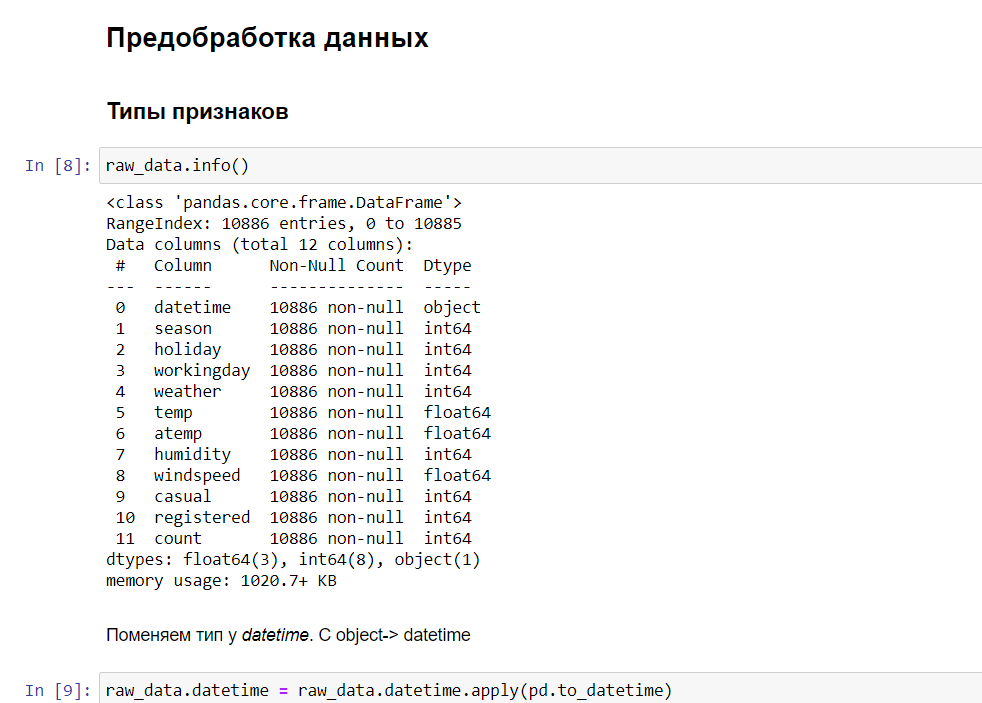 Предобработка данных
Типы признаков
In [8]: raw_data.info()
<class 'pandas.core.frame.DataFrame'>
RangeIndex: 10886 entries, 0 to 10885
Data columns (total 12 columns):
 #   Column      Non-Null Count  Dtype
---  ------      --------------  -----
 0   datetime    10886 non-null  object
 1   season      10886 non-null  int64
 2   holiday     10886 non-null  int64
 3   workingday  10886 non-null  int64
 4   weather     10886 non-null  int64
 5   temp        10886 non-null  float64
 6   atemp       10886 non-null  float64
 7   humidity    10886 non-null  int64
 8   windspeed   10886 non-null  float64
 9   casual      10886 non-null  int64
 10  registered  10886 non-null  int64
 11  count       10886 non-null  int64
dtypes: float64(3), int64(8), object(1)
memory usage: 1020.7+ KB
Поменяем тип у datetime. С object-> datetime
In [9]: raw_data.datetime = raw_data.datetime.apply(pd.to_datetime)